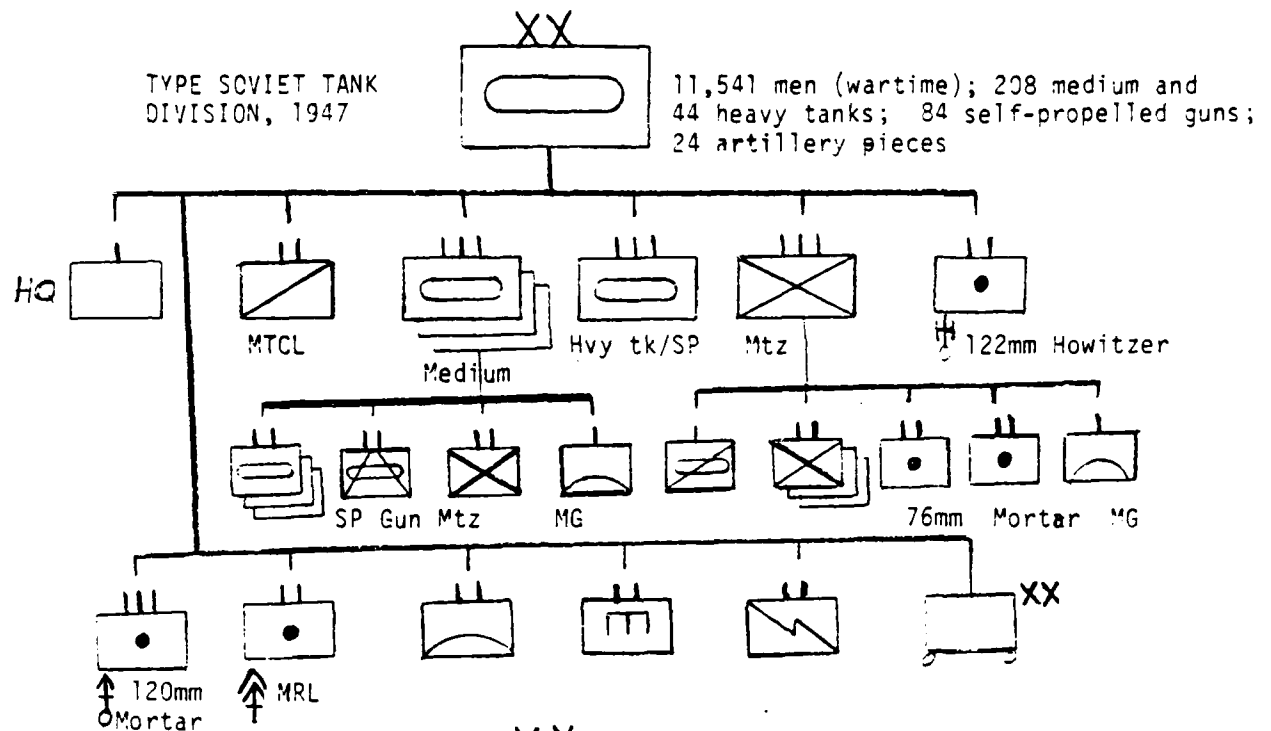 XX
TYPE SOVIET TANK
DIVISION, 1947
11,541 men (wartime); 208 medium and
44 heavy tanks; 84 self-propelled guns;
24 artillery pieces
HQ
MTCL
Medium
Hvy tk/SP
Mtz
122mm Howitzer
SP Gun
Mtz
MG
76mm
Mortar
MG
120mm
Mortar
MRL
XX
XX